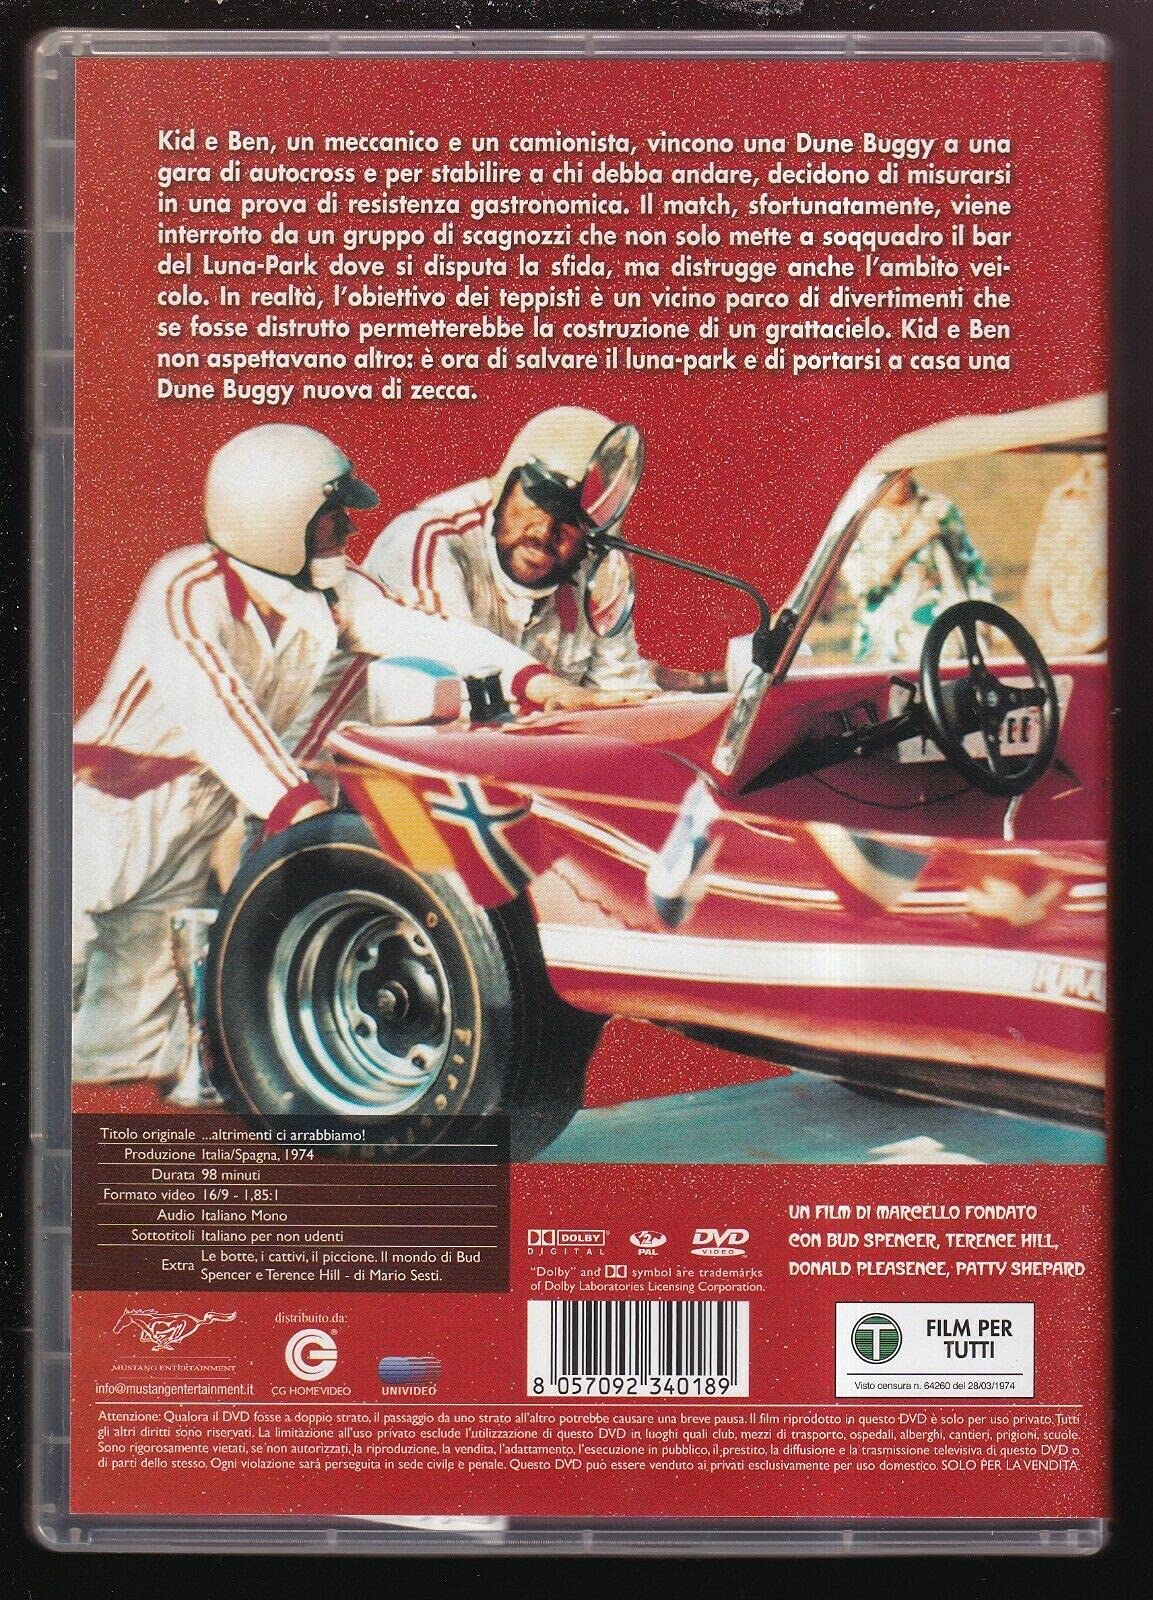 Kid e Ben, un meccanico e un camionista, vincono una Dune Buggy a una
gara di autocross e per stabilire a chi debba andare, decidono di misurarsi
in una prova di resistenza gastronomica. Il match, sfortunatamente, viene
interrotto da un gruppo di scagnozzi che non solo mette a soqquadro il bar
del Luna-Park dove si disputa la sfida, ma distrugge anche l'ambito vei-
colo. In realtà, l'obiettivo dei teppisti è un vicino parco di divertimenti che
se fosse distrutto permetterebbe la costruzione di un grattacielo. Kid e Ben
non aspettavano altro: è ora di salvare il luna-park e di portarsi a casa una
Dune Buggy nuova di zecca.
PUMA
Titolo originale ...altrimenti ci arrabbiamo!
Produzione Italia/Spagna, 1974
Durata 98 minuti
Formato video 16/9 - 1,85:1
Audio Italiano Mono
Sottotitoli Italiano per non udenti
Extra Le botte, i cattivi, il piccione. Il mondo di Bud
Spencer e Terence Hill - di Mario Sesti.
DOLBY
DIGITAL
2
PAL
DVD
VIDEO
"Dolby" and DD symbol are trademarks
of Dolby Laboratories Licensing Corporation.
UN FILM DI MARCELLO FONDATO
CON BUD SPENCER, TERENCE HILL,
DONALD PLEASENCE, PATTY SHEPARD
MUSTANG ENTERTAINMENT
info@mustangentertainment.it
distribuito da:
CG HOMEVIDEO
UNIVIDEO
8 057092 340189
T
FILM PER
TUTTI
Visto censura n. 64260 del 28/03/1974
Attenzione: Qualora il DVD fosse a doppio strato, il passaggio da uno strato all'altro potrebbe causare una breve pausa. Il film riprodotto in questo DVD è solo per uso privato. Tutti
gli altri diritti sono riservati. La limitazione all'uso privato esclude l'utilizzazione di questo DVD in luoghi quali club, mezzi di trasporto, ospedali, alberghi, cantieri, prigioni, scuole.
Sono rigorosamente vietati, se non autorizzati, la riproduzione, la vendita, l'adattamento, l'esecuzione in pubblico, il prestito, la diffusione e la trasmissione televisiva di questo DVD o
di parti dello stesso. Ogni violazione sarà perseguita in sede civile e penale. Questo DVD può essere venduto ai privati esclusivamente per uso domestico. SOLO PER LA VENDITA.